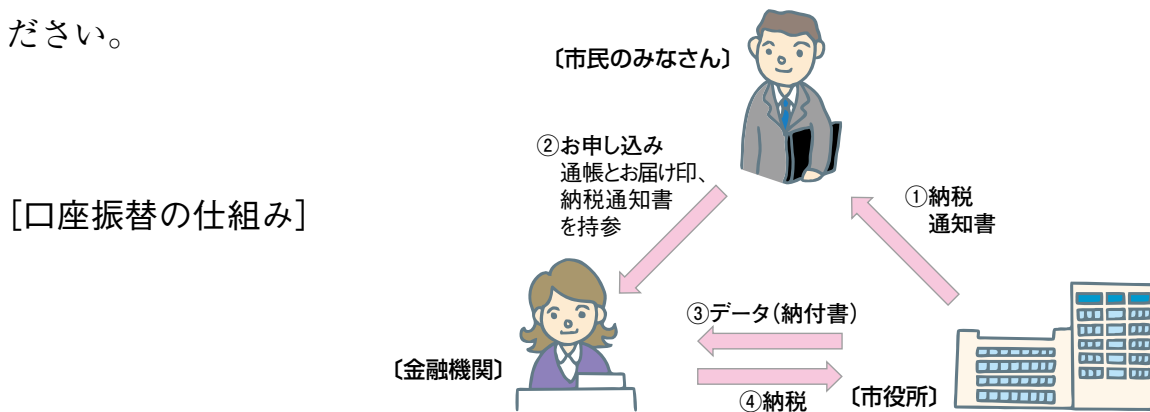 ださい。
[口座振替の仕組み]
〔市民のみなさん〕
①納税
通知書
②お申し込み
通帳とお届け印、
納税通知書
を持参
③データ(納付書)
④納税
〔金融機関〕
〔市役所〕